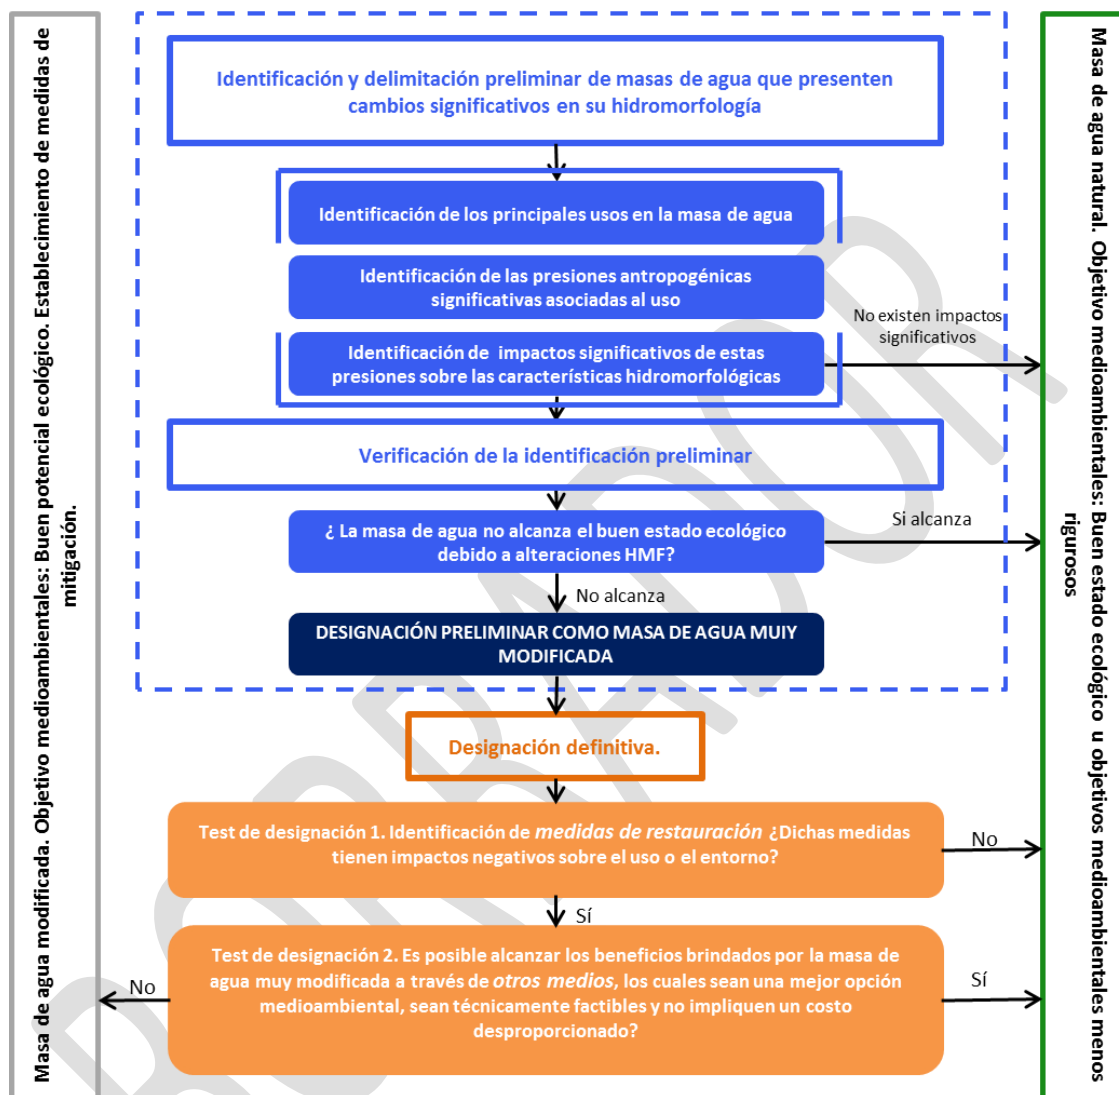 Masa de agua modificada. Objetivo medioambientales: Buen potencial ecológico. Establecimiento de medidas de
mitigación.
Identificación y delimitación preliminar de masas de agua que presenten
cambios significativos en su hidromorfología
Identificación de los principales usos en la masa de agua
Identificación de las presiones antropogénicas
significativas asociadas al uso
Identificación de impactos significativos de estas
presiones sobre las características hidromorfológicas
No existen impactos
significativos
Verificación de la identificación preliminar
¿ La masa de agua no alcanza el buen estado ecológico
debido a alteraciones HMF?
Si alcanza
No alcanza
DESIGNACIÓN PRELIMINAR COMO MASA DE AGUA MUIY
MODIFICADA
Designación definitiva.
Test de designación 1. Identificación de medidas de restauración ¿Dichas medidas
tienen impactos negativos sobre el uso o el entorno?
No
Sí
Test de designación 2. Es posible alcanzar los beneficios brindados por la masa de
agua muy modificada a través de otros medios, los cuales sean una mejor opción
medioambiental, sean técnicamente factibles y no impliquen un costo
desproporcionado?
No
Sí
Masa de agua natural. Objetivo medioambientales: Buen estado ecológico u objetivos medioambientales menos
rigurosos
BORRADOR